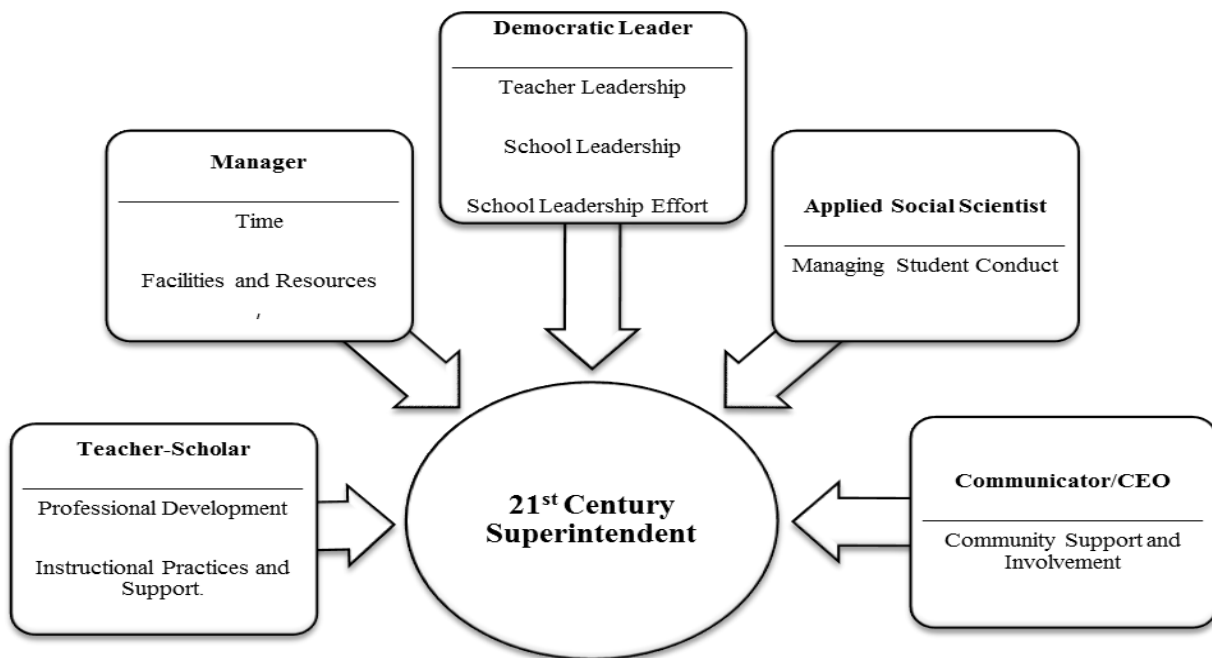 Democratic Leader
Teacher Leadership
School Leadership
School Leadership Effort
Manager
Time
Facilities and Resources
,
Applied Social Scientist
Managing Student Conduct
Teacher-Scholar
Professional Development
Instructional Practices and
Support.
21st Century
Superintendent
Communicator/CEO
Community Support and
Involvement